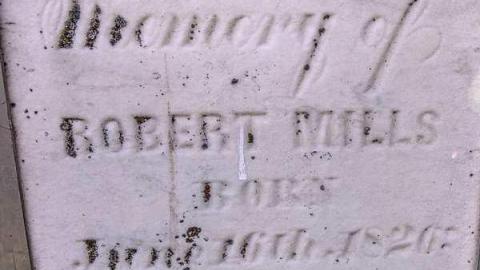 Memory of
ROBERT MILLS
BORN
June 16th, 1826: